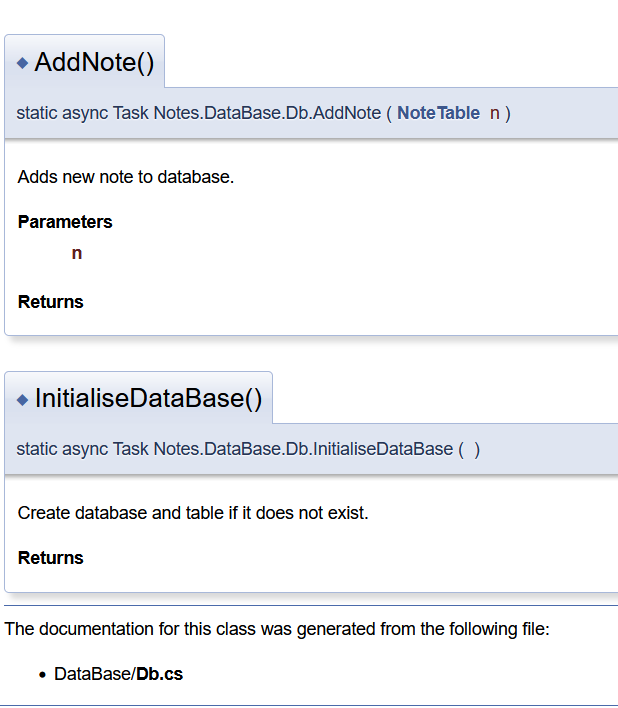 AddNote()
static async Task Notes.DataBase.Db.AddNote ( NoteTable n )
Adds new note to database.
Parameters
n
Returns
InitialiseDataBase()
static async Task Notes.DataBase.Db.InitialiseDataBase ( )
Create database and table if it does not exist.
Returns
The documentation for this class was generated from the following file:
• DataBase/Db.cs